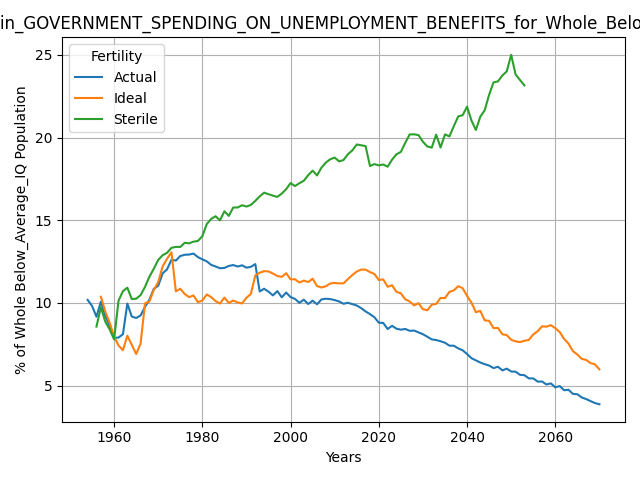 in_GOVERNMENT_SPENDING_ON_UNEMPLOYMENT_BENEFITS_for_Whole_Belo
Fertility
Actual
Ideal
Sterile
% of Whole Below_Average_IQ Population
25
20
15
10
5
1960 1980 2000 2020 2040 2060
Years